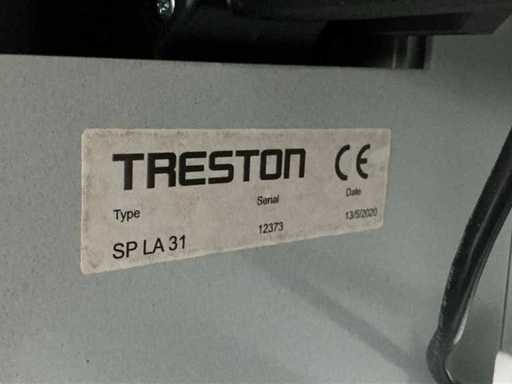 TRESTON CE
Type Serial Date
SP LA 31 12373 13/5/2020